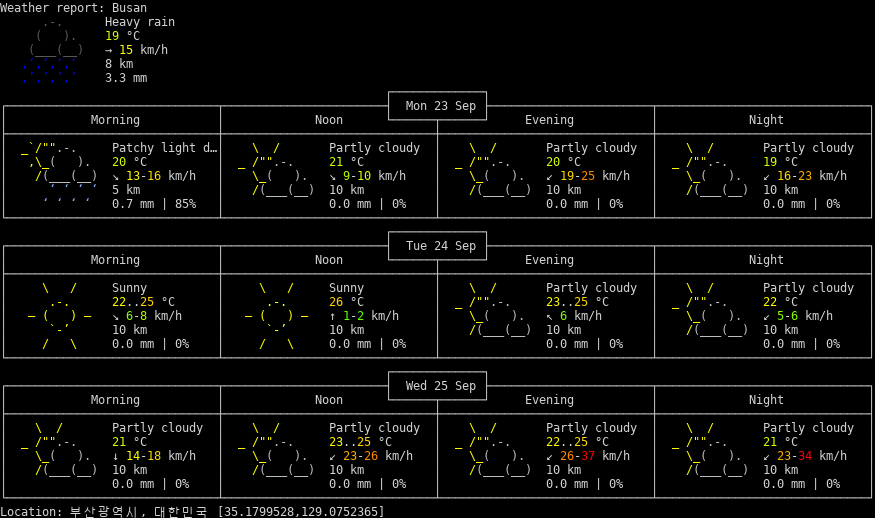 Weather report: Busan
Heavy rain
19 °C
→ 15 km/h
8 km
3.3 mm
Mon 23 Sep
Morning Noon Evening Night
Patchy light d… Partly cloudy Partly cloudy Partly cloudy
20 °C 21 °C 20 °C 19 °C
↘ 13-16 km/h ↘ 9-10 km/h ↙ 19-25 km/h ↙ 16-23 km/h
5 km 10 km 10 km 10 km
0.7 mm | 85% 0.0 mm | 0% 0.0 mm | 0% 0.0 mm | 0%
Tue 24 Sep
Morning Noon Evening Night
Sunny Sunny Partly cloudy Partly cloudy
22..25 °C 26 °C 23..25 °C 22 °C
↘ 6-8 km/h ↑ 1-2 km/h ↖ 6 km/h ↙ 5-6 km/h
10 km 10 km 10 km 10 km
0.0 mm | 0% 0.0 mm | 0% 0.0 mm | 0% 0.0 mm | 0%
Wed 25 Sep
Morning Noon Evening Night
Partly cloudy Partly cloudy Partly cloudy Partly cloudy
21 °C 23..25 °C 22..25 °C 21 °C
↓ 14-18 km/h ↙ 23-26 km/h ↙ 26-37 km/h ↙ 23-34 km/h
10 km 10 km 10 km 10 km
0.0 mm | 0% 0.0 mm | 0% 0.0 mm | 0% 0.0 mm | 0%
Location: 부산광역시, 대한민국 [35.1799528,129.0752365]